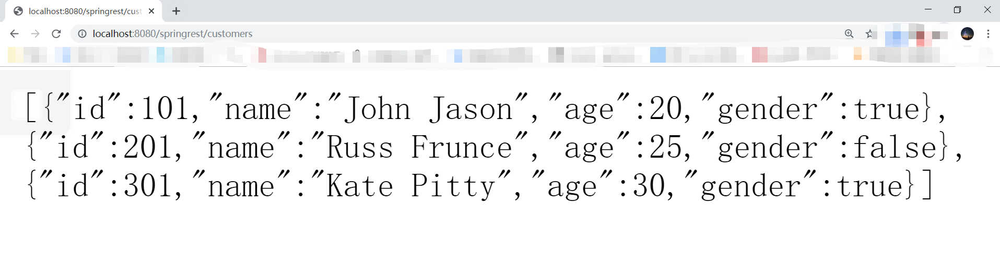 localhost:8080/springrest/cust
localhost:8080/springrest/customers
[{"id":101,"name":"John Jason","age":20,"gender":true},
{"id":201,"name":"Russ Frunce","age":25,"gender":false},
{"id":301,"name":"Kate Pitty","age":30,"gender":true}]